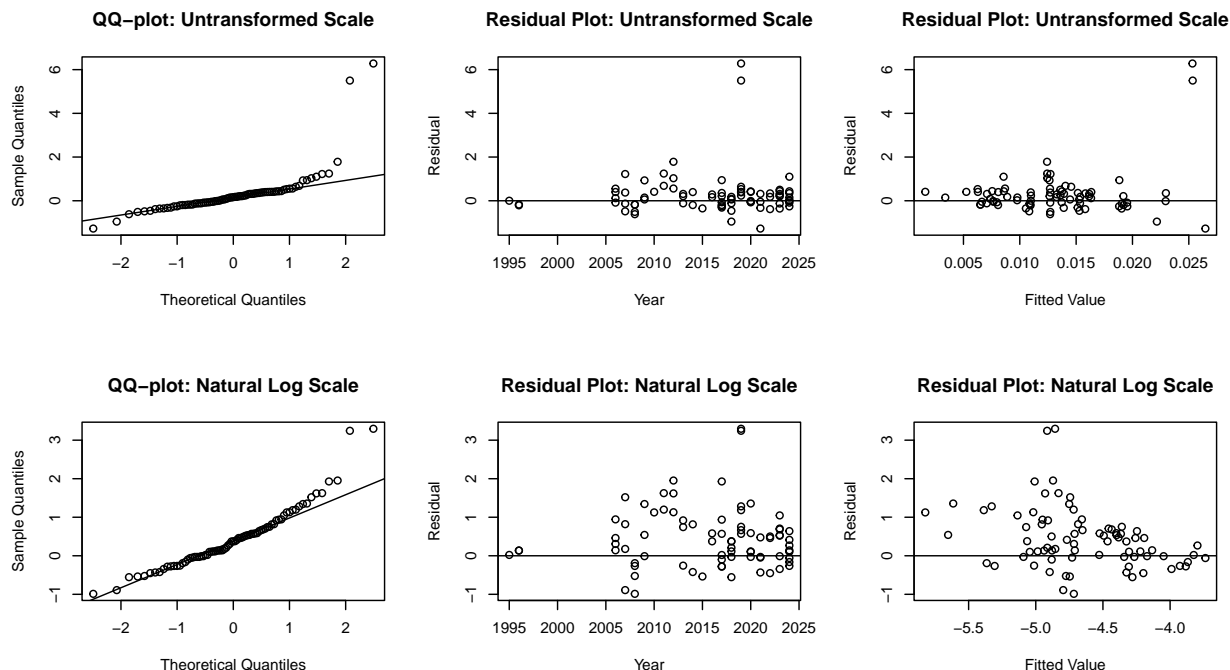 QQ−plot: Untransformed Scale
Sample Quantiles
0 2 4 6
−2 −1 0 1 2
Theoretical Quantiles
Residual Plot: Untransformed Scale
Residual
0 2 4 6
1995 2000 2005 2010 2015 2020 2025
Year
Residual Plot: Untransformed Scale
Residual
0 2 4 6
0.005 0.010 0.015 0.020 0.025
Fitted Value
QQ−plot: Natural Log Scale
Sample Quantiles
−1 0 1 2 3
−2 −1 0 1 2
Theoretical Quantiles
Residual Plot: Natural Log Scale
Residual
−1 0 1 2 3
1995 2000 2005 2010 2015 2020 2025
Year
Residual Plot: Natural Log Scale
Residual
−1 0 1 2 3
−5.5 −5.0 −4.5 −4.0
Fitted Value